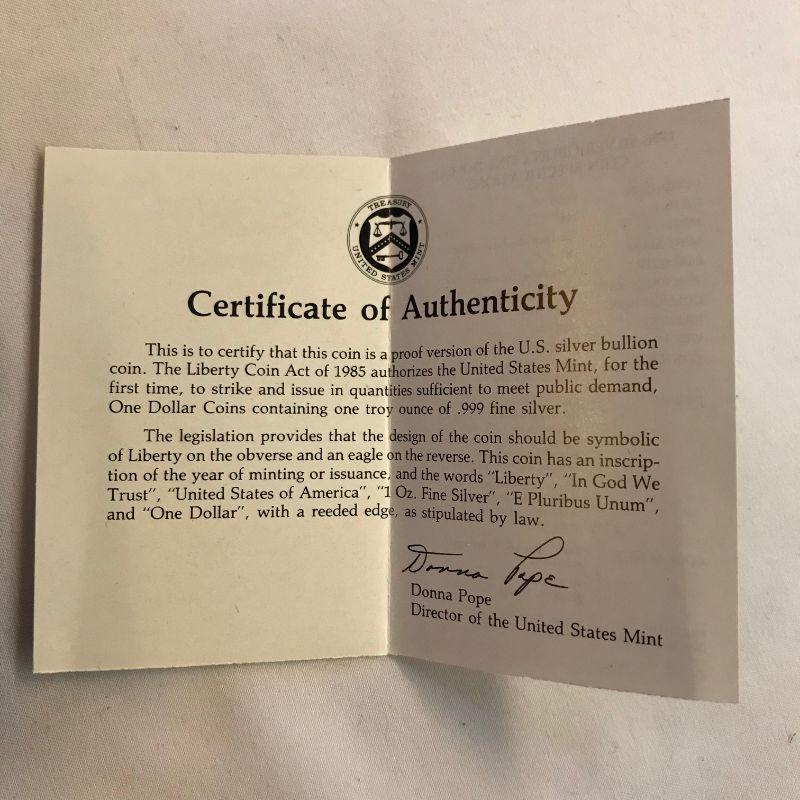 TREASURY
UNITED STATES MINT
Certificate of Authenticity
This is to certify that this coin is a proof version of the U.S. silver bullion
coin. The Liberty Coin Act of 1985 authorizes the United States Mint, for the
first time, to strike and issue in quantities sufficient to meet public demand,
One Dollar Coins containing one troy ounce of .999 fine silver.
The legislation provides that the design of the coin should be symbolic
of Liberty on the obverse and an eagle on the reverse. This coin has an inscrip-
tion of the year of minting or issuance, and the words "Liberty", "In God We
Trust", "United States of America", "1 Oz. Fine Silver", "E Pluribus Unum",
and "One Dollar", with a reeded edge, as stipulated by law.
Donna Pope
Donna Pope
Director of the United States Mint